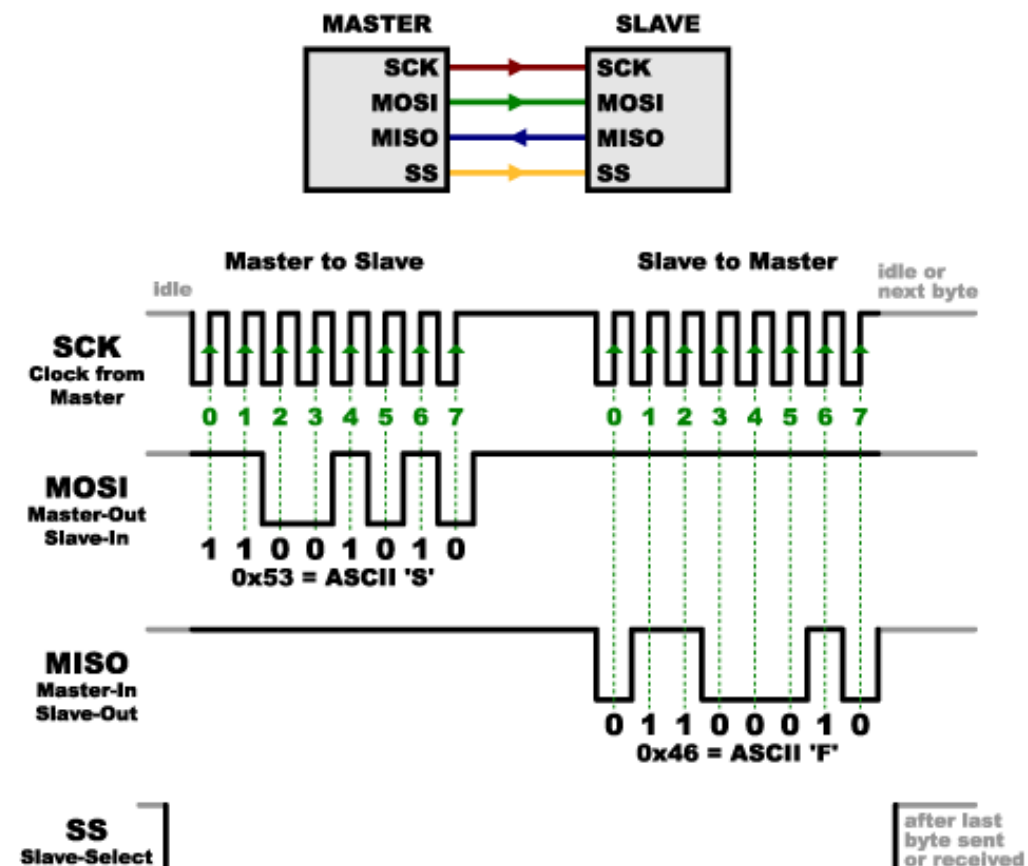 MASTER SLAVE
SCK SCK
MOSI MOSI
MISO MISO
SS SS
Master to Slave Slave to Master
idle
idle or
next byte
SCK
Clock from
Master
0 1 2 3 4 5 6 7 0 1 2 3 4 5 6 7
MOSI
Master-Out
Slave-In
1 1 0 0 1 0 1 0
0x53 = ASCII 'S'
MISO
Master-In
Slave-Out
0 1 1 0 0 0 1 0
0x46 = ASCII 'F'
SS
Slave-Select
after last
byte sent
or received